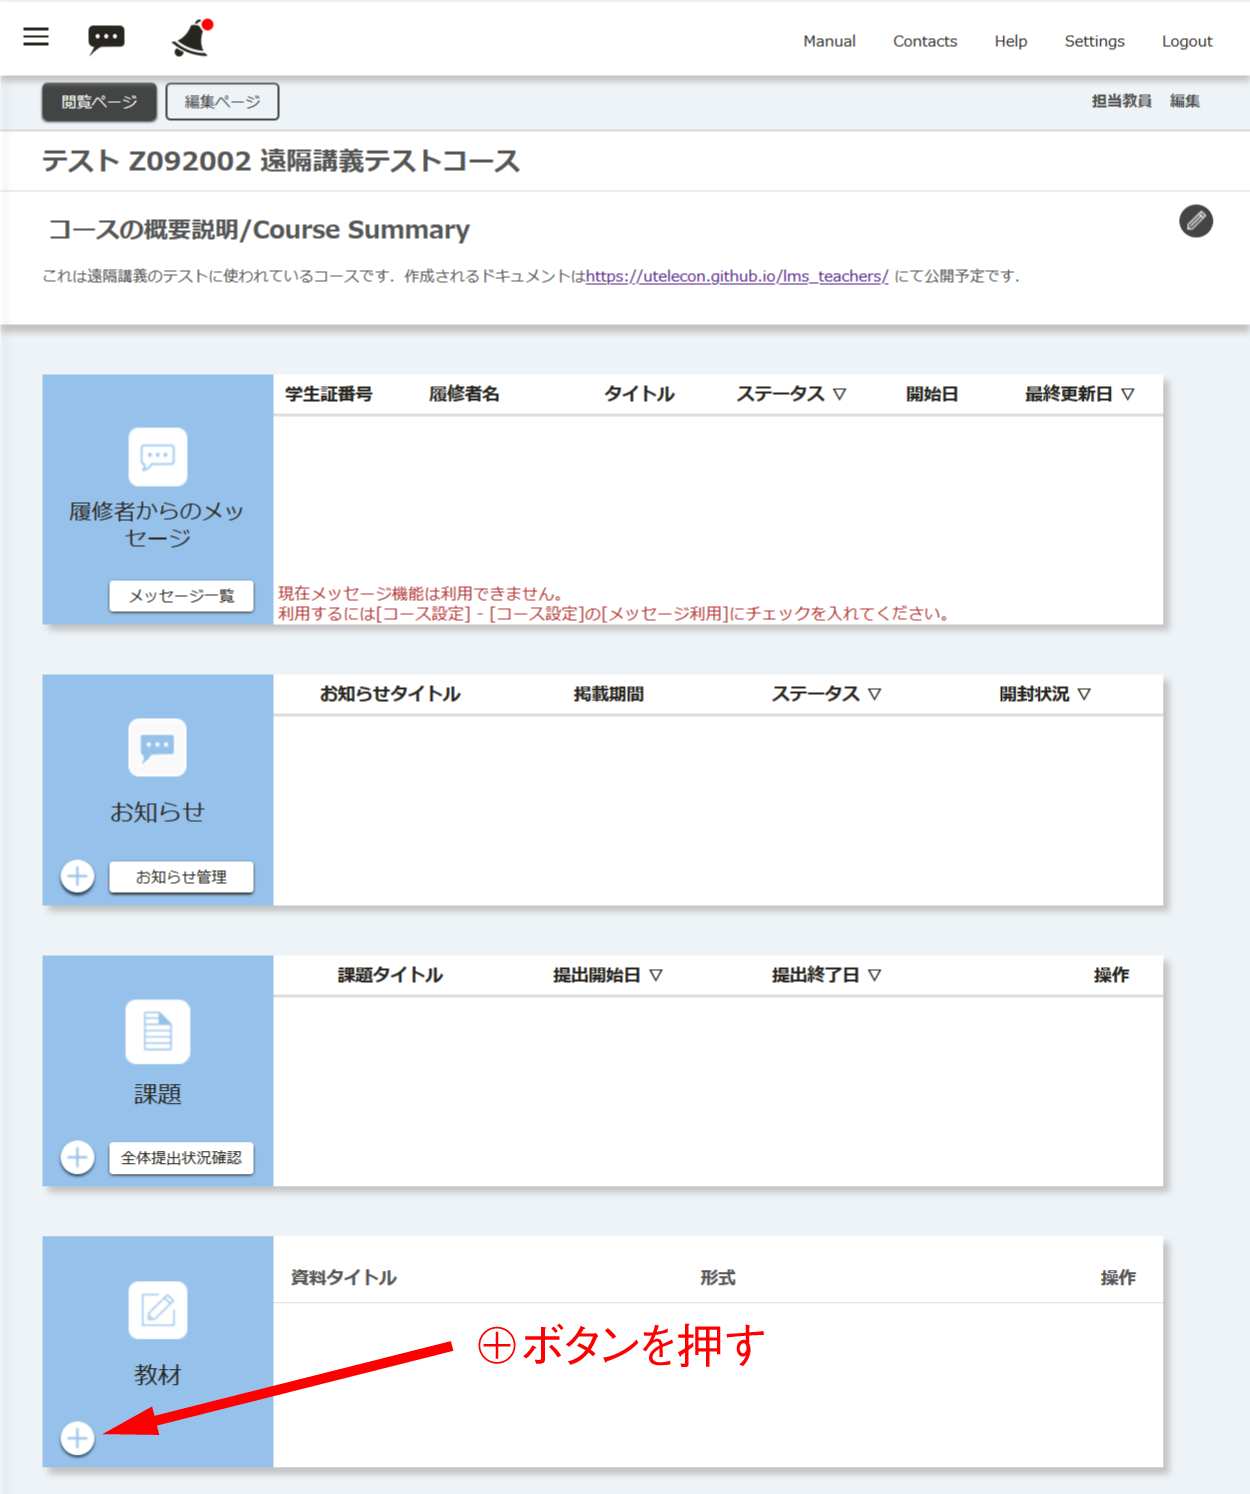 Manual Contacts Help Settings Logout
閲覧ページ 編集ページ 担当教員 編集
テスト Z092002 遠隔講義テストコース
コースの概要説明/Course Summary
これは遠隔講義のテストに使われているコースです．作成されるドキュメントはhttps://utelecon.github.io/lms_teachers/ にて公開予定です．
学生証番号 履修者名 タイトル ステータス ▽ 開始日 最終更新日 ▽
履修者からのメッ
セージ
メッセージ一覧
現在メッセージ機能は利用できません。
利用するには[コース設定] - [コース設定]の[メッセージ利用]にチェックを入れてください。
お知らせタイトル 掲載期間 ステータス ▽ 開封状況 ▽
お知らせ
お知らせ管理
課題タイトル 提出開始日 ▽ 提出終了日 ▽ 操作
課題
全体提出状況確認
資料タイトル 形式 操作
⊕ボタンを押す
教材